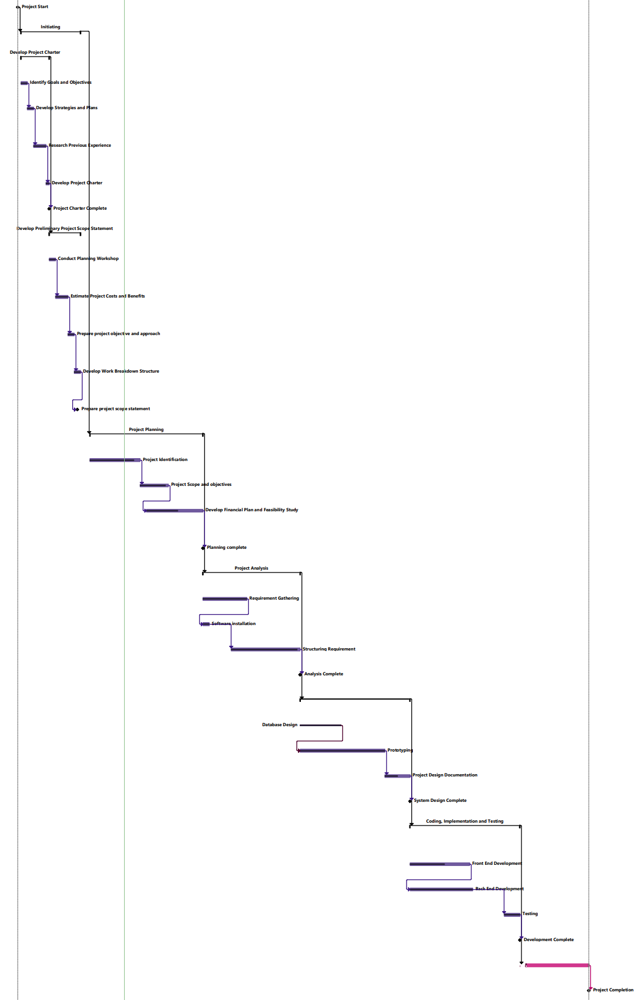 Project Start
Initiating
Develop Project Charter
Identify Goals and Objectives
Develop Strategies and Plans
Research Previous Experience
Develop Project Charter
Project Charter Complete
Develop Preliminary Project Scope Statement
Conduct Planning Workshop
Estimate Project Costs and Benefits
Prepare project objective and approach
Develop Work Breakdown Structure
Prepare project scope statement
Project Planning
Project Identification
Project Scope and objectives
Develop Financial Plan and Feasibility Study
Planning complete
Project Analysis
Requirement Gathering
Software installation
Structuring Requirement
Analysis Complete
Database Design
Prototyping
Project Design Documentation
System Design Complete
Coding, Implementation and Testing
Front End Development
Back End Development
Testing
Development Complete
Project Completion